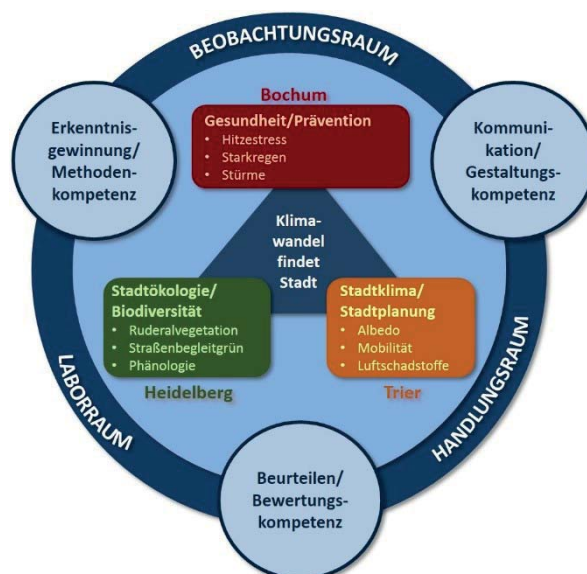 BEOBACHTUNGSRAUM
Bochum
Gesundheit/Prävention
• Hitzestress
• Starkregen
• Stürme
Erkenntnis-
gewinnung/
Methoden-
kompetenz
Kommuni-
kation/
Gestaltungs-
kompetenz
Klima-
wandel
findet
Stadt
Stadtökologie/
Biodiversität
• Ruderalvegetation
• Straßenbegleitgrün
• Phänologie
Heidelberg
Stadtklima/
Stadtplanung
• Albedo
• Mobilität
• Luftschadstoffe
Trier
LABORRAUM
HANDLUNGSRAUM
Beurteilen/
Bewertungs-
kompetenz